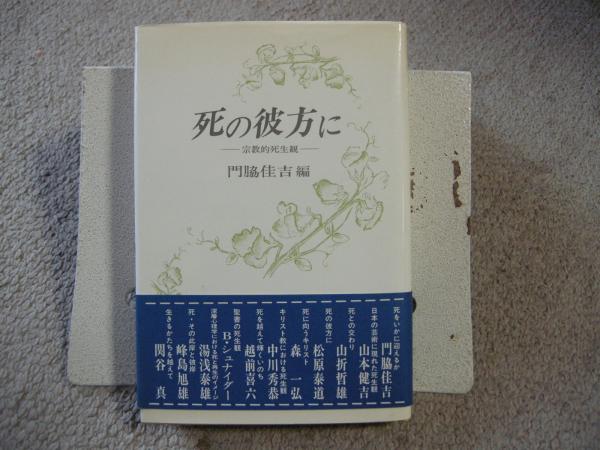 死の彼方に
宗教的死生観
門脇佳吉編
死をいかに迎えるか
門脇佳吉
日本の芸術に現れた死生観
山本健吉
死との交わり
山折哲雄
死の彼方に
松原泰道
死に向うキリスト
森 一弘
キリスト教における死生観
中川秀恭
死を越えて輝くいのち
越前喜六
聖書の死生観
B・シュナイダー
深層心理学における死と再生のイメージ
湯浅泰雄
死・その此岸と彼岸
峰島旭雄
生きるかたちを越えて
関谷 真